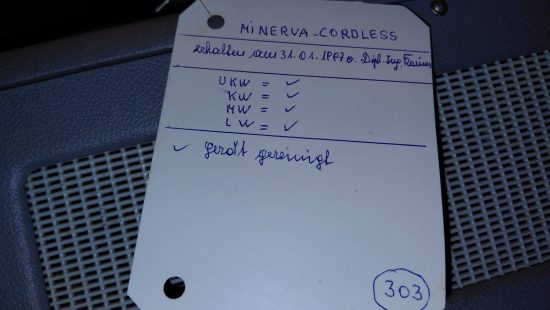 MINERVA-CORDLESS
erhalten am 31.01.1997 v. Dipl. Ing.
UKW = ✓
KW = ✓
MW = ✓
LW = ✓
✓ Gerät gereinigt
303